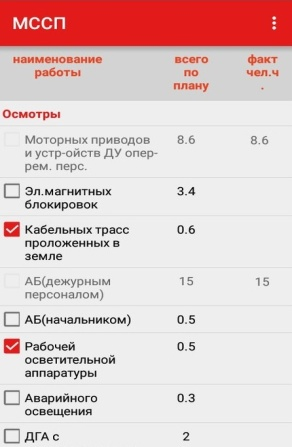 МССП
наименование работы всего по плану факт чел.ч.
Осмотры
Моторных приводов 8.6 8.6
и устр-ойств ДУ опер-
рем. перс.
Эл.магнитных 3.4
блокировок
Кабельных трасс 0.6
проложенных в
земле
АБ(дежурным 15 15
персоналом)
АБ(начальником) 0.5
Рабочей 0.5
осветительной
аппаратуры
Аварийного 0.3
освещения
ДГА с 2